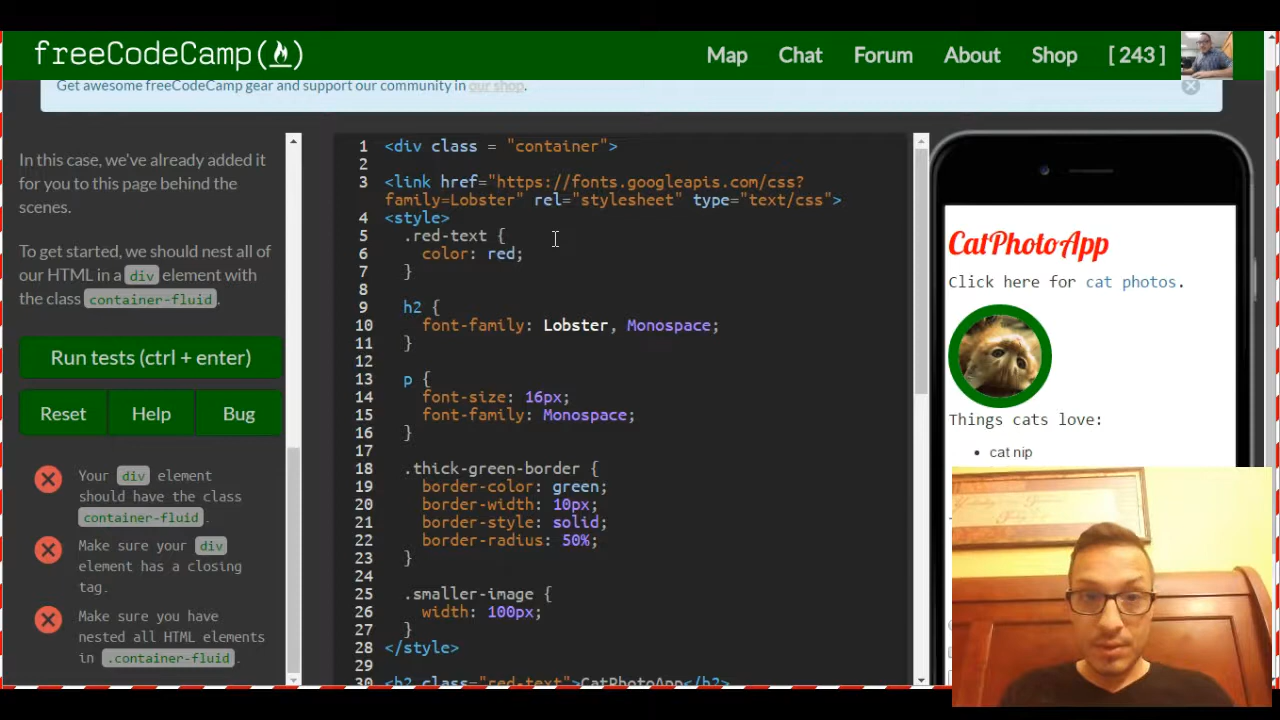 freeCodeCamp(🔥)
Map Chat Forum About Shop [ 243 ]
Get awesome freeCodeCamp gear and support our community in our shop.
In this case, we've already added it
for you to this page behind the
scenes.
To get started, we should nest all of
our HTML in a div element with
the class container-fluid.
Run tests (ctrl + enter)
Reset Help Bug
Your div element
should have the class
container-fluid.
Make sure your div
element has a closing
tag.
Make sure you have
nested all HTML elements
in .container-fluid.
1 <div class = "container">
2
3 <link href="https://fonts.googleapis.com/css?
family=Lobster" rel="stylesheet" type="text/css">
4 <style>
5 .red-text {
6 color: red;
7 }
8
9 h2 {
10 font-family: Lobster, Monospace;
11 }
12
13 p {
14 font-size: 16px;
15 font-family: Monospace;
16 }
17
18 .thick-green-border {
19 border-color: green;
20 border-width: 10px;
21 border-style: solid;
22 border-radius: 50%;
23 }
24
25 .smaller-image {
26 width: 100px;
27 }
28 </style>
29
30 <h2 class="red-text">CatPhotoApp</h2>
CatPhotoApp
Click here for cat photos.
Things cats love:
• cat nip